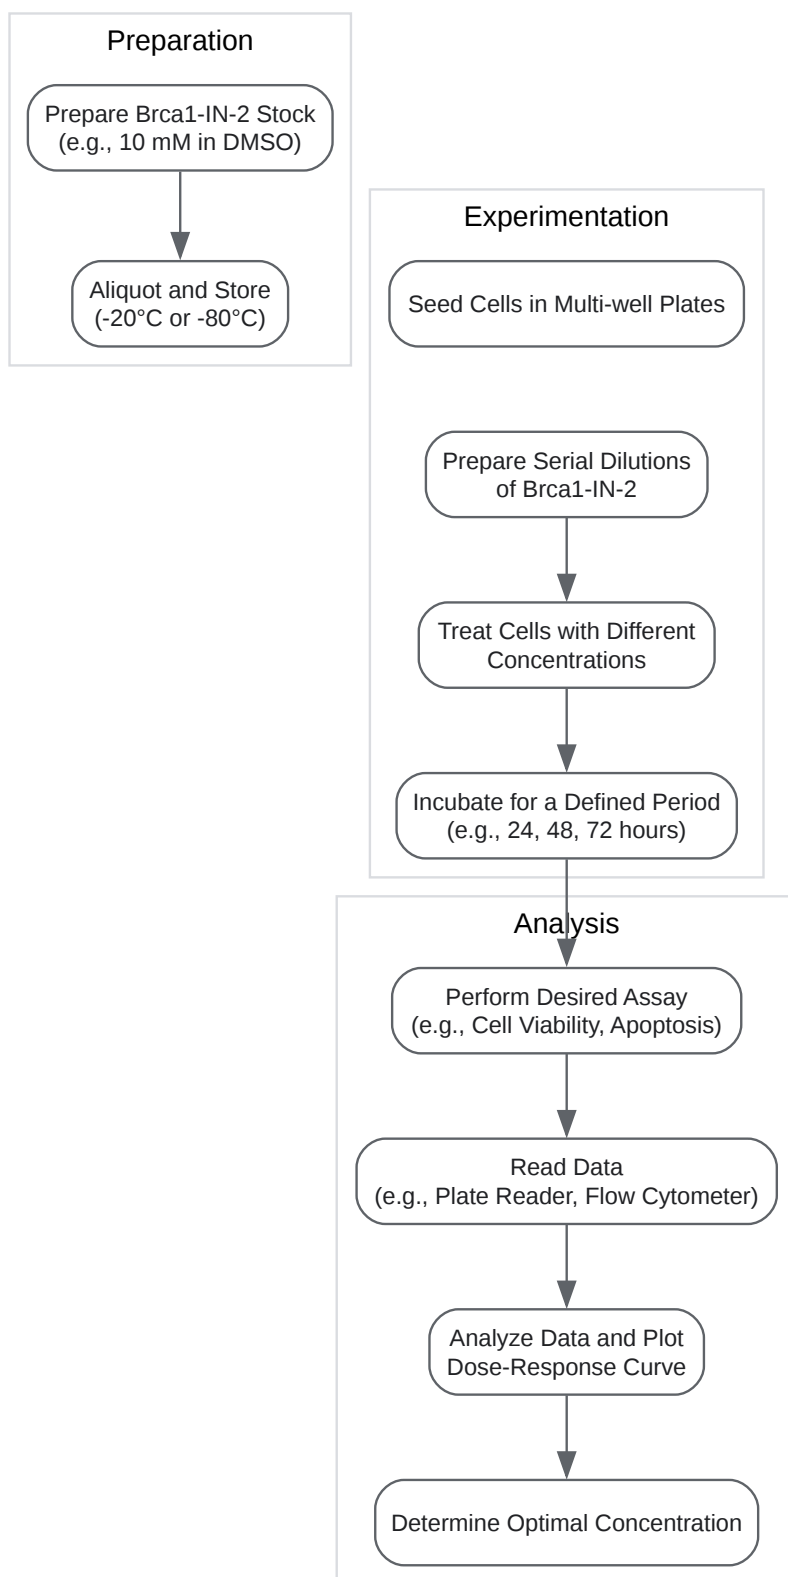 Preparation
Prepare Brca1-IN-2 Stock
(e.g., 10 mM in DMSO)
Aliquot and Store
(-20°C or -80°C)
Experimentation
Seed Cells in Multi-well Plates
Prepare Serial Dilutions
of Brca1-IN-2
Treat Cells with Different
Concentrations
Incubate for a Defined Period
(e.g., 24, 48, 72 hours)
Analysis
Perform Desired Assay
(e.g., Cell Viability, Apoptosis)
Read Data
(e.g., Plate Reader, Flow Cytometer)
Analyze Data and Plot
Dose-Response Curve
Determine Optimal Concentration